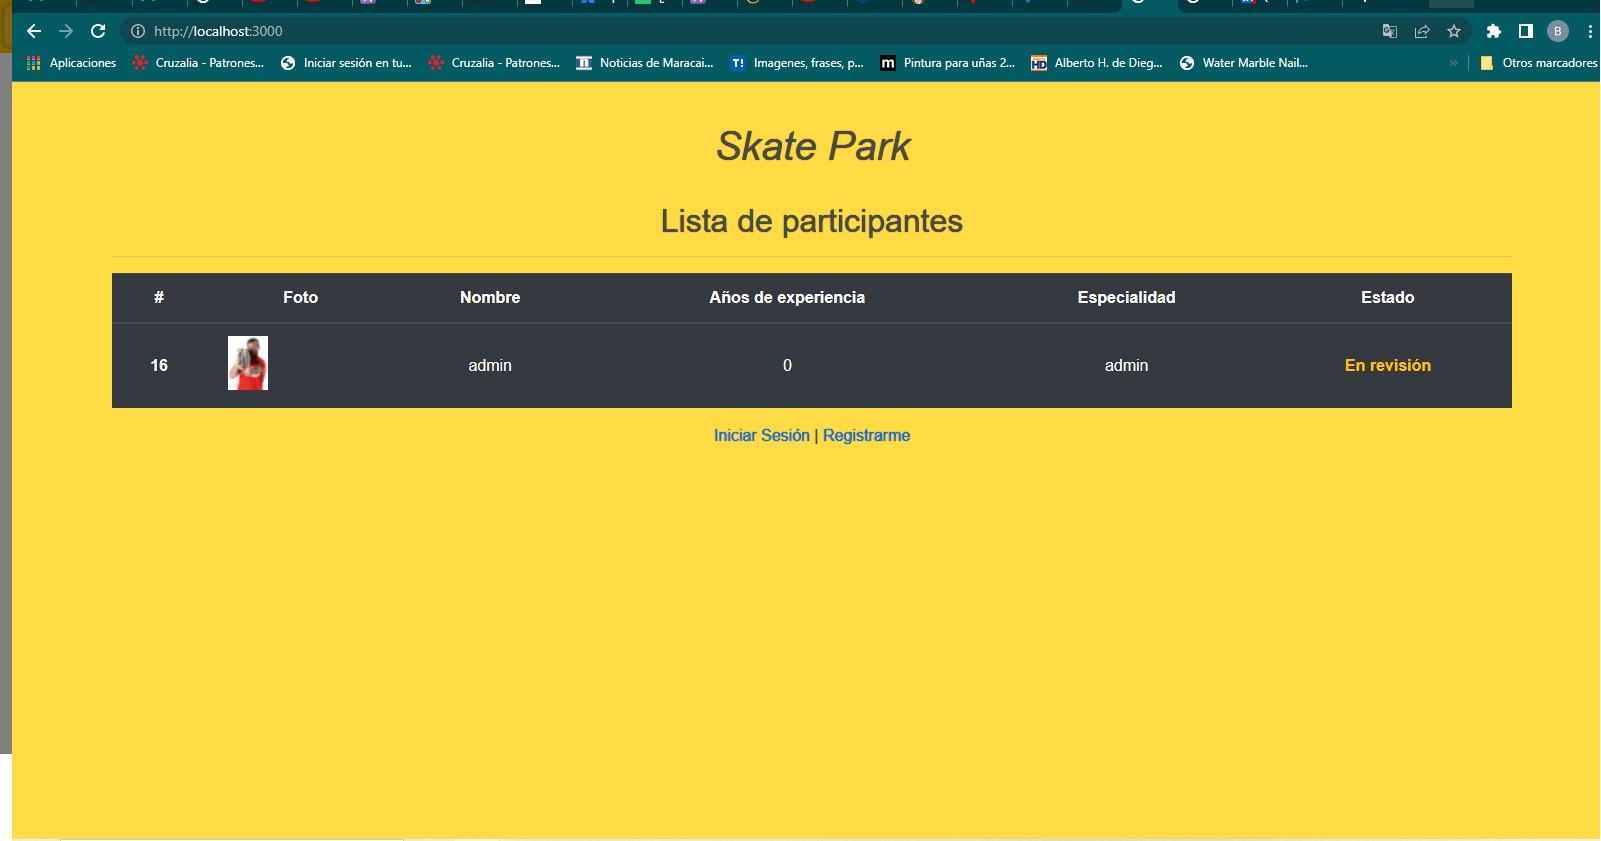 http://localhost:3000
B
Aplicaciones Cruzalia - Patrones... Iniciar sesión en tu... Cruzalia - Patrones... Noticias de Maracai... T! Imagenes, frases, p... m Pintura para uñas 2... HD Alberto H. de Dieg... Water Marble Nail... » Otros marcadores
Skate Park
Lista de participantes
# Foto Nombre Años de experiencia Especialidad Estado
16 admin 0 admin En revisión
Iniciar Sesión | Registrarme